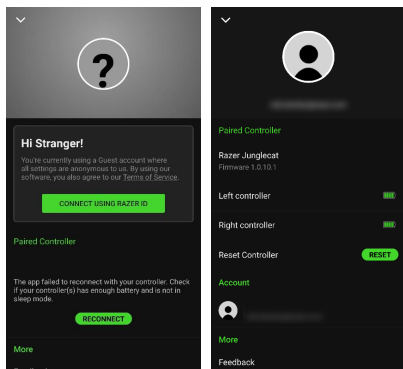 ?
Hi Stranger!
You're currently using a Guest account where
all settings are anonymous to us. By using our
software, you also agree to our Terms of Service.
CONNECT USING RAZER ID
Paired Controller
The app failed to reconnect with your controller. Check
if your controller(s) has enough battery and is not in
sleep mode.
RECONNECT
More
Paired Controller
Razer Junglecat
Firmware 1.0.10.1
Left controller
Right controller
Reset Controller
RESET
Account
More
Feedback